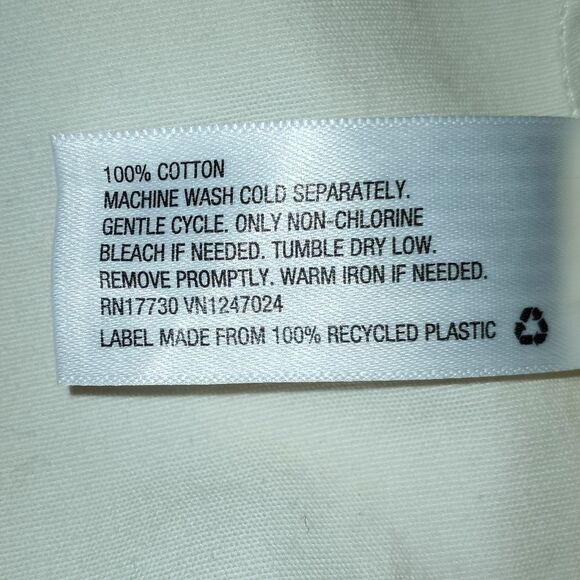 100% COTTON
MACHINE WASH COLD SEPARATELY.
GENTLE CYCLE. ONLY NON-CHLORINE
BLEACH IF NEEDED. TUMBLE DRY LOW.
REMOVE PROMPTLY. WARM IRON IF NEEDED.
RN17730 VN1247024
LABEL MADE FROM 100% RECYCLED PLASTIC